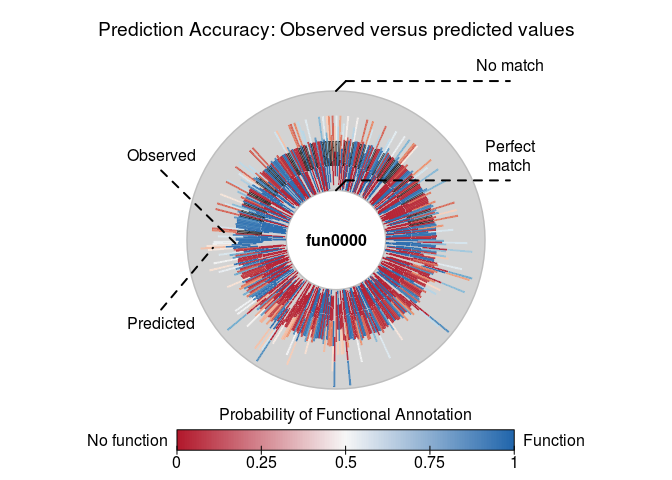 Prediction Accuracy: Observed versus predicted values
No match
Perfect
match
Observed
fun0000
Predicted
Probability of Functional Annotation
No function
Function
0 0.25 0.5 0.75 1